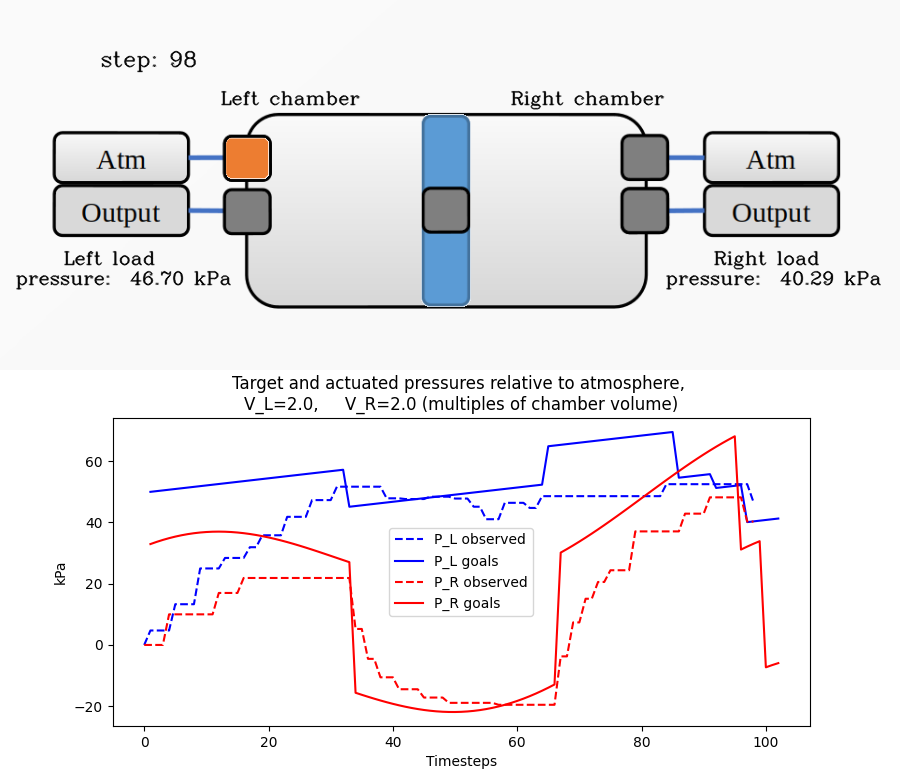 step: 98
Left chamber
Right chamber
Atm
Atm
Output
Output
Left load
pressure: 46.70 kPa
Right load
pressure: 40.29 kPa
Target and actuated pressures relative to atmosphere,
V_L=2.0, V_R=2.0 (multiples of chamber volume)
60
40
20
0
−20
kPa
P_L observed
P_L goals
P_R observed
P_R goals
0 20 40 60 80 100
Timesteps